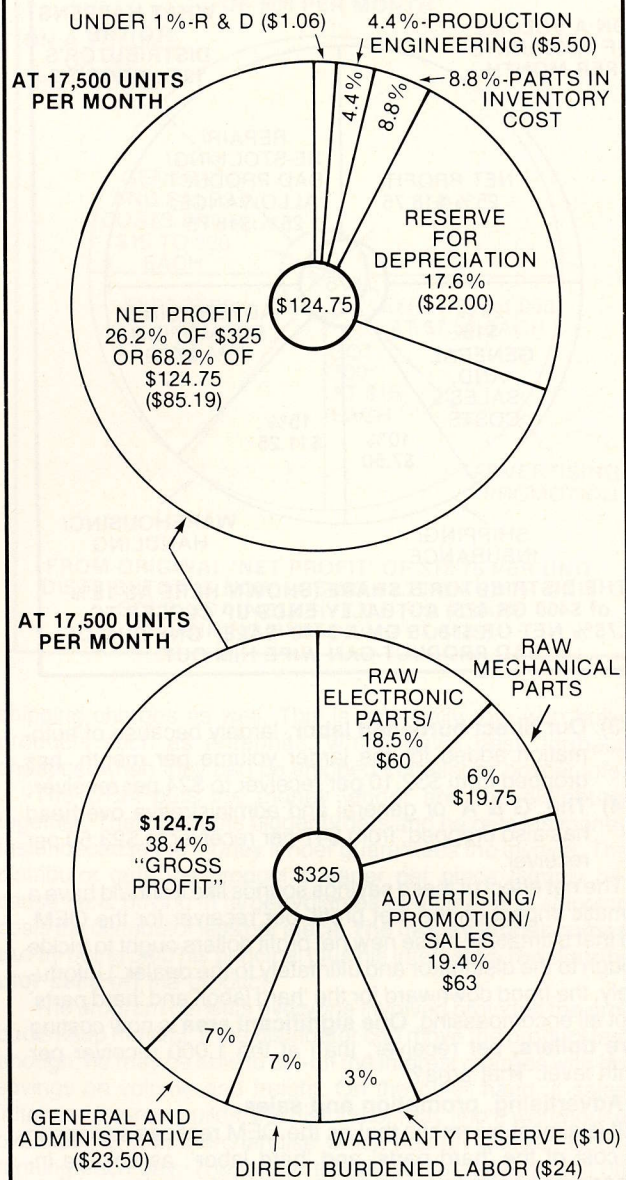 UNDER 1%-R & D ($1.06)
4.4%-PRODUCTION
ENGINEERING ($5.50)
AT 17,500 UNITS
PER MONTH
8.8%-PARTS IN
INVENTORY
COST
4.4%
8.8%
RESERVE
FOR
DEPRECIATION
17.6%
($22.00)
$124.75
NET PROFIT/
26.2% OF $325
OR 68.2% OF
$124.75
($85.19)
AT 17,500 UNITS
PER MONTH
RAW
ELECTRONIC
PARTS/
18.5%
$60
RAW
MECHANICAL
PARTS
6%
$19.75
$124.75
38.4%
"GROSS
PROFIT"
$325
ADVERTISING/
PROMOTION/
SALES
19.4%
$63
7%
7%
3%
GENERAL AND
ADMINISTRATIVE
($23.50)
WARRANTY RESERVE ($10)
DIRECT BURDENED LABOR ($24)